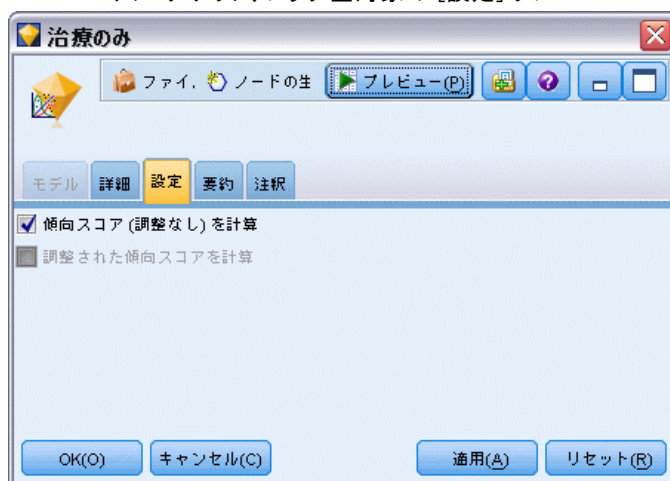 治療のみ
ファイ. ノードの生 プレビュー(P)
モデル 詳細 設定 要約 注釈
傾向スコア (調整なし) を計算
調整された傾向スコアを計算
OK(O) キャンセル(C) 適用(A) リセット(R)